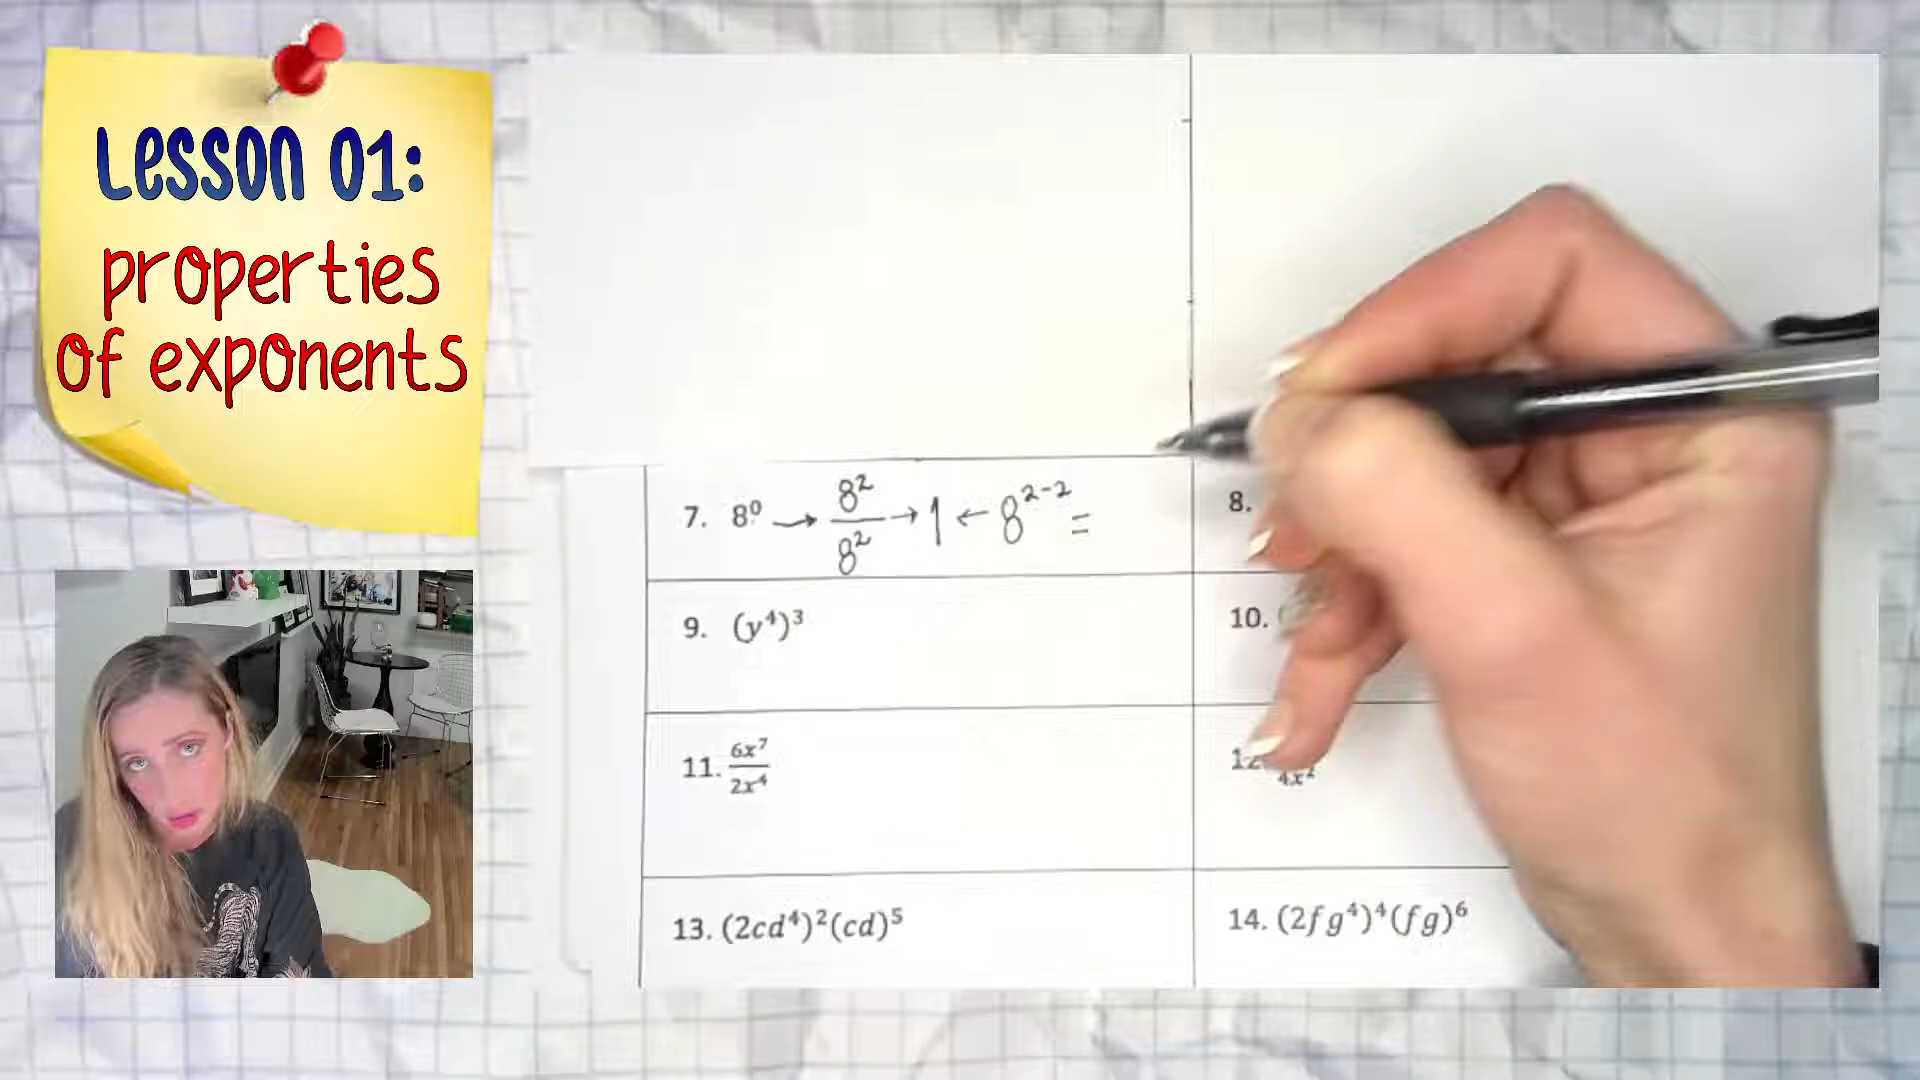 Lesson 01:
properties
of exponents
7. 8⁰ → 8²/8² → 1 ← 8²⁻² =
8.
9. (y⁴)³
10.
11. 6x⁷/2x⁴
13. (2cd⁴)²(cd)⁵
14. (2fg⁴)⁴(fg)⁶